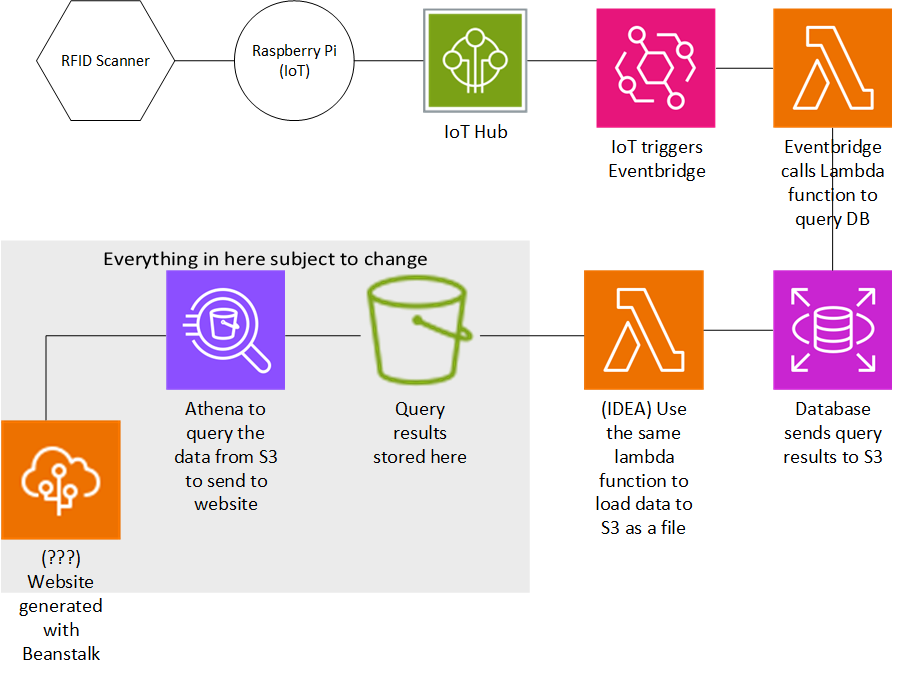 RFID Scanner
Raspberry Pi
(IoT)
IoT Hub
IoT triggers
Eventbridge
Eventbridge
calls Lambda
function to
query DB
Everything in here subject to change
Athena to
query the
data from S3
to send to
website
Query
results
stored here
(IDEA) Use
the same
lambda
function to
load data to
S3 as a file
Database
sends query
results to S3
(???)
Website
generated
with
Beanstalk